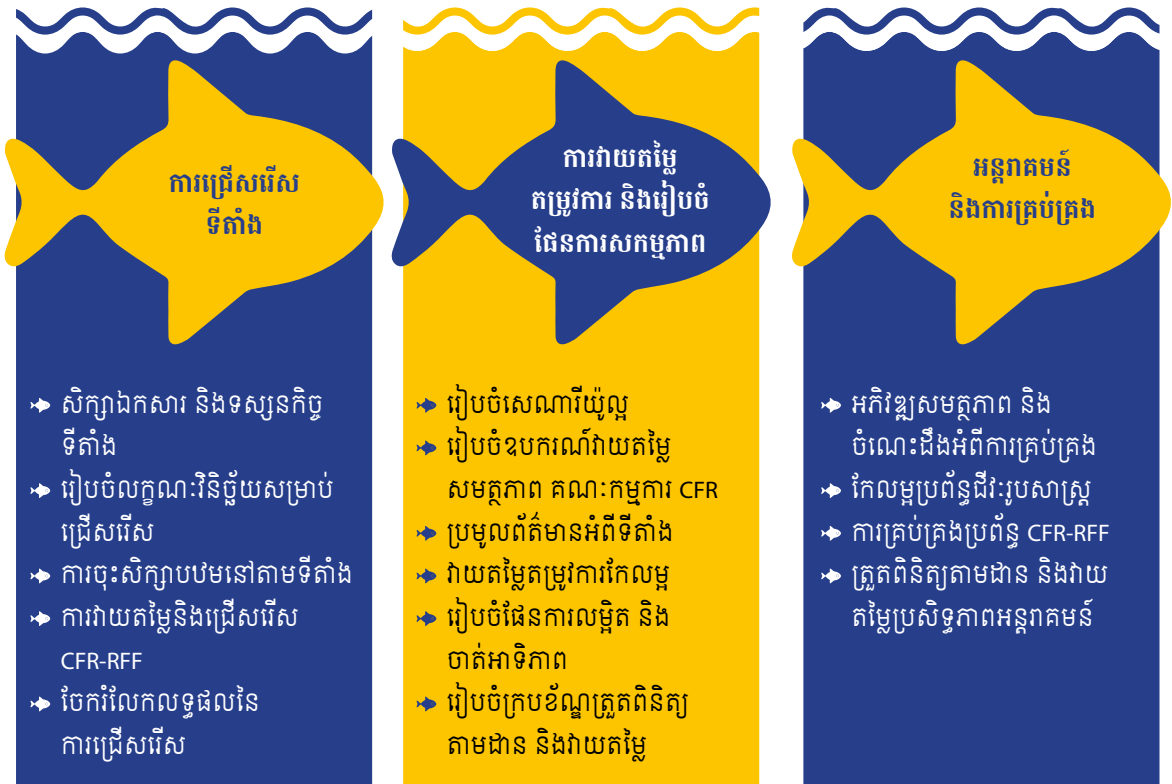 ការជ្រើសរើស
ទីតាំង
សិក្សាឯកសារ និងទស្សនកិច្ច
ទីតាំង
រៀបចំលក្ខណៈវិនិច្ឆ័យសម្រាប់
ជ្រើសរើស
ការចុះសិក្សាបឋមនៅតាមទីតាំង
ការវាយតម្លៃនិងជ្រើសរើស
CFR-RFF
ចែករំលែកលទ្ធផលនៃ
ការជ្រើសរើស
ការវាយតម្លៃ
តម្រូវការ និងរៀបចំ
ផែនការសកម្មភាព
រៀបចំសេណារីយ៉ូល្អ
រៀបចំឧបករណ៍វាយតម្លៃ
សមត្ថភាព គណៈកម្មការ CFR
ប្រមូលព័ត៌មានអំពីទីតាំង
វាយតម្លៃតម្រូវការកែលម្អ
រៀបចំផែនការលម្អិត និង
ចាត់អាទិភាព
រៀបចំក្របខ័ណ្ឌត្រួតពិនិត្យ
តាមដាន និងវាយតម្លៃ
អន្តរាគមន៍
និងការគ្រប់គ្រង
អភិវឌ្ឍសមត្ថភាព និង
ចំណេះដឹងអំពីការគ្រប់គ្រង
កែលម្អប្រព័ន្ធជីវៈរូបសាស្ត្រ
ការគ្រប់គ្រងប្រព័ន្ធ CFR-RFF
ត្រួតពិនិត្យតាមដាន និងវាយ
តម្លៃប្រសិទ្ធភាពអន្តរាគមន៍